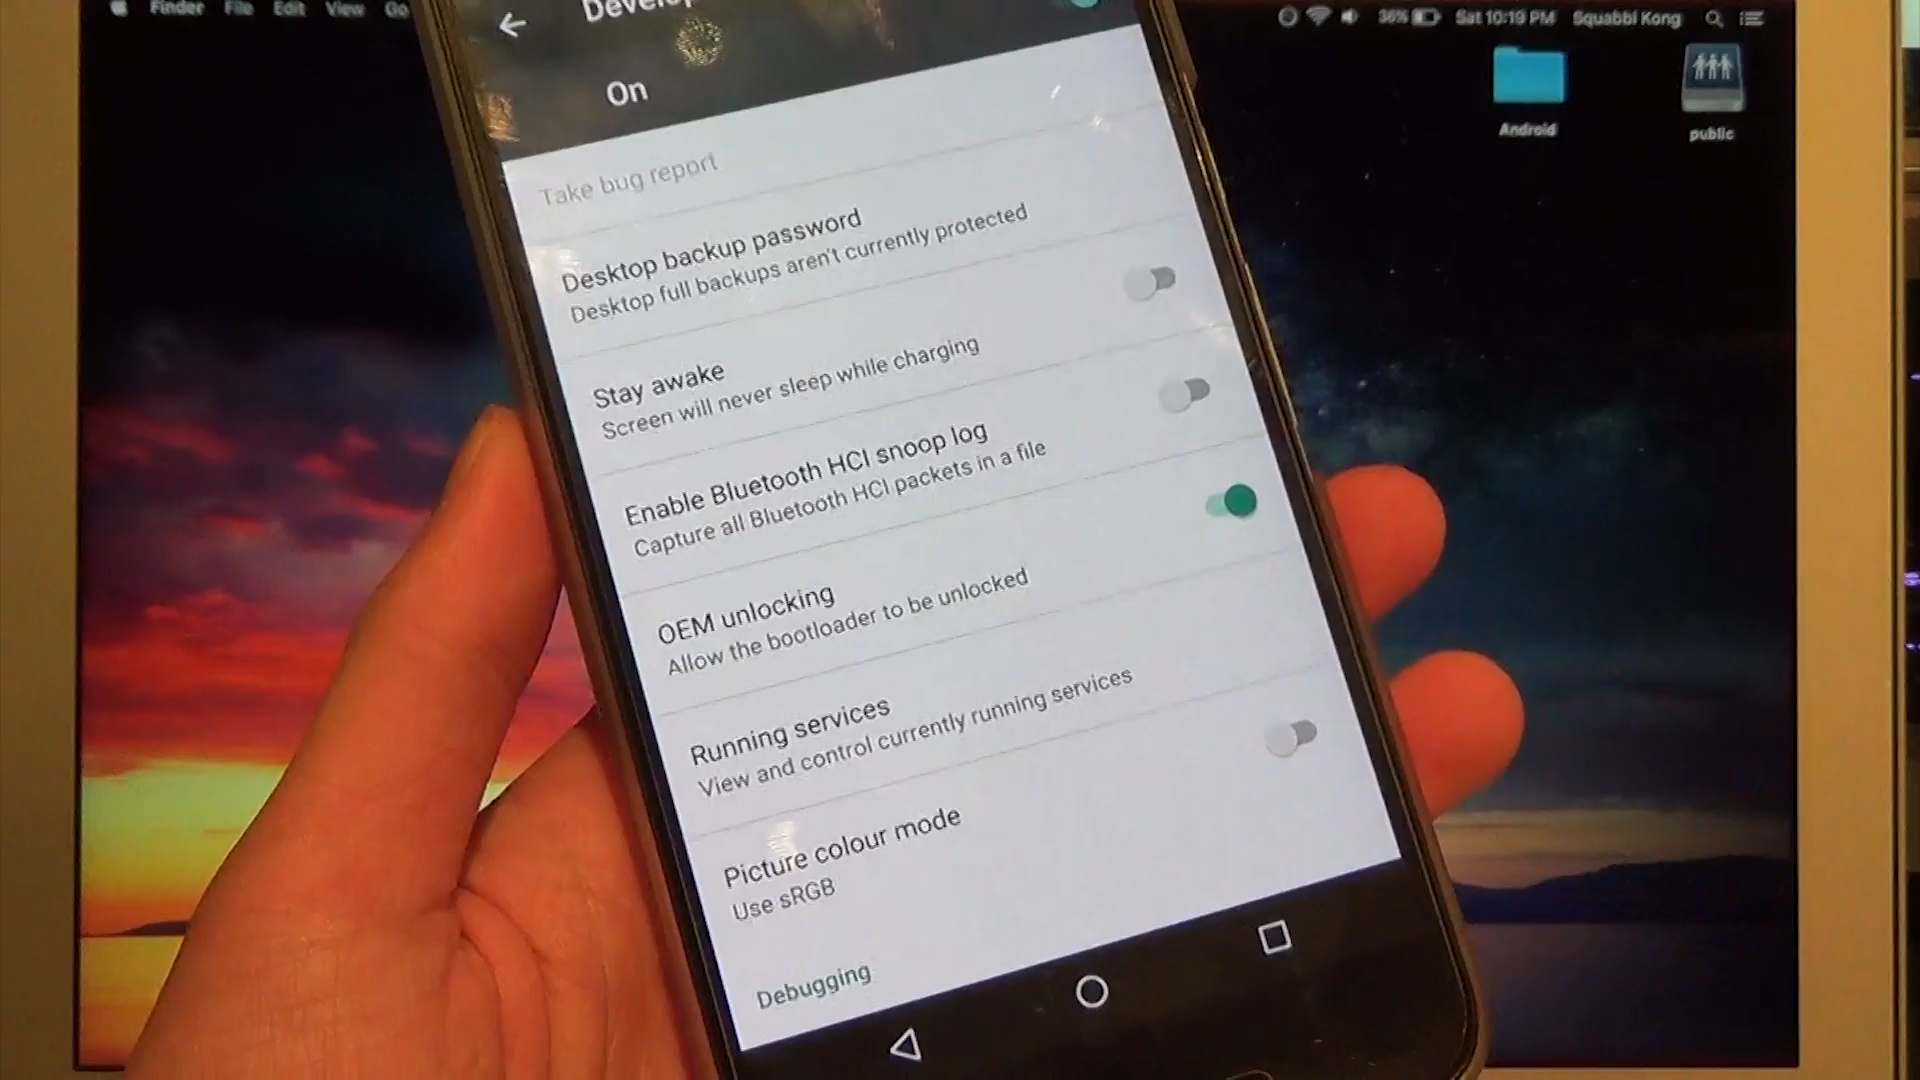 Finder File Edit View Go
36% Sat 10:19 PM Squabbi Kong
Android
public
On
Take bug report
Desktop backup password
Desktop full backups aren't currently protected
Stay awake
Screen will never sleep while charging
Enable Bluetooth HCI snoop log
Capture all Bluetooth HCI packets in a file
OEM unlocking
Allow the bootloader to be unlocked
Running services
View and control currently running services
Picture colour mode
Use sRGB
Debugging